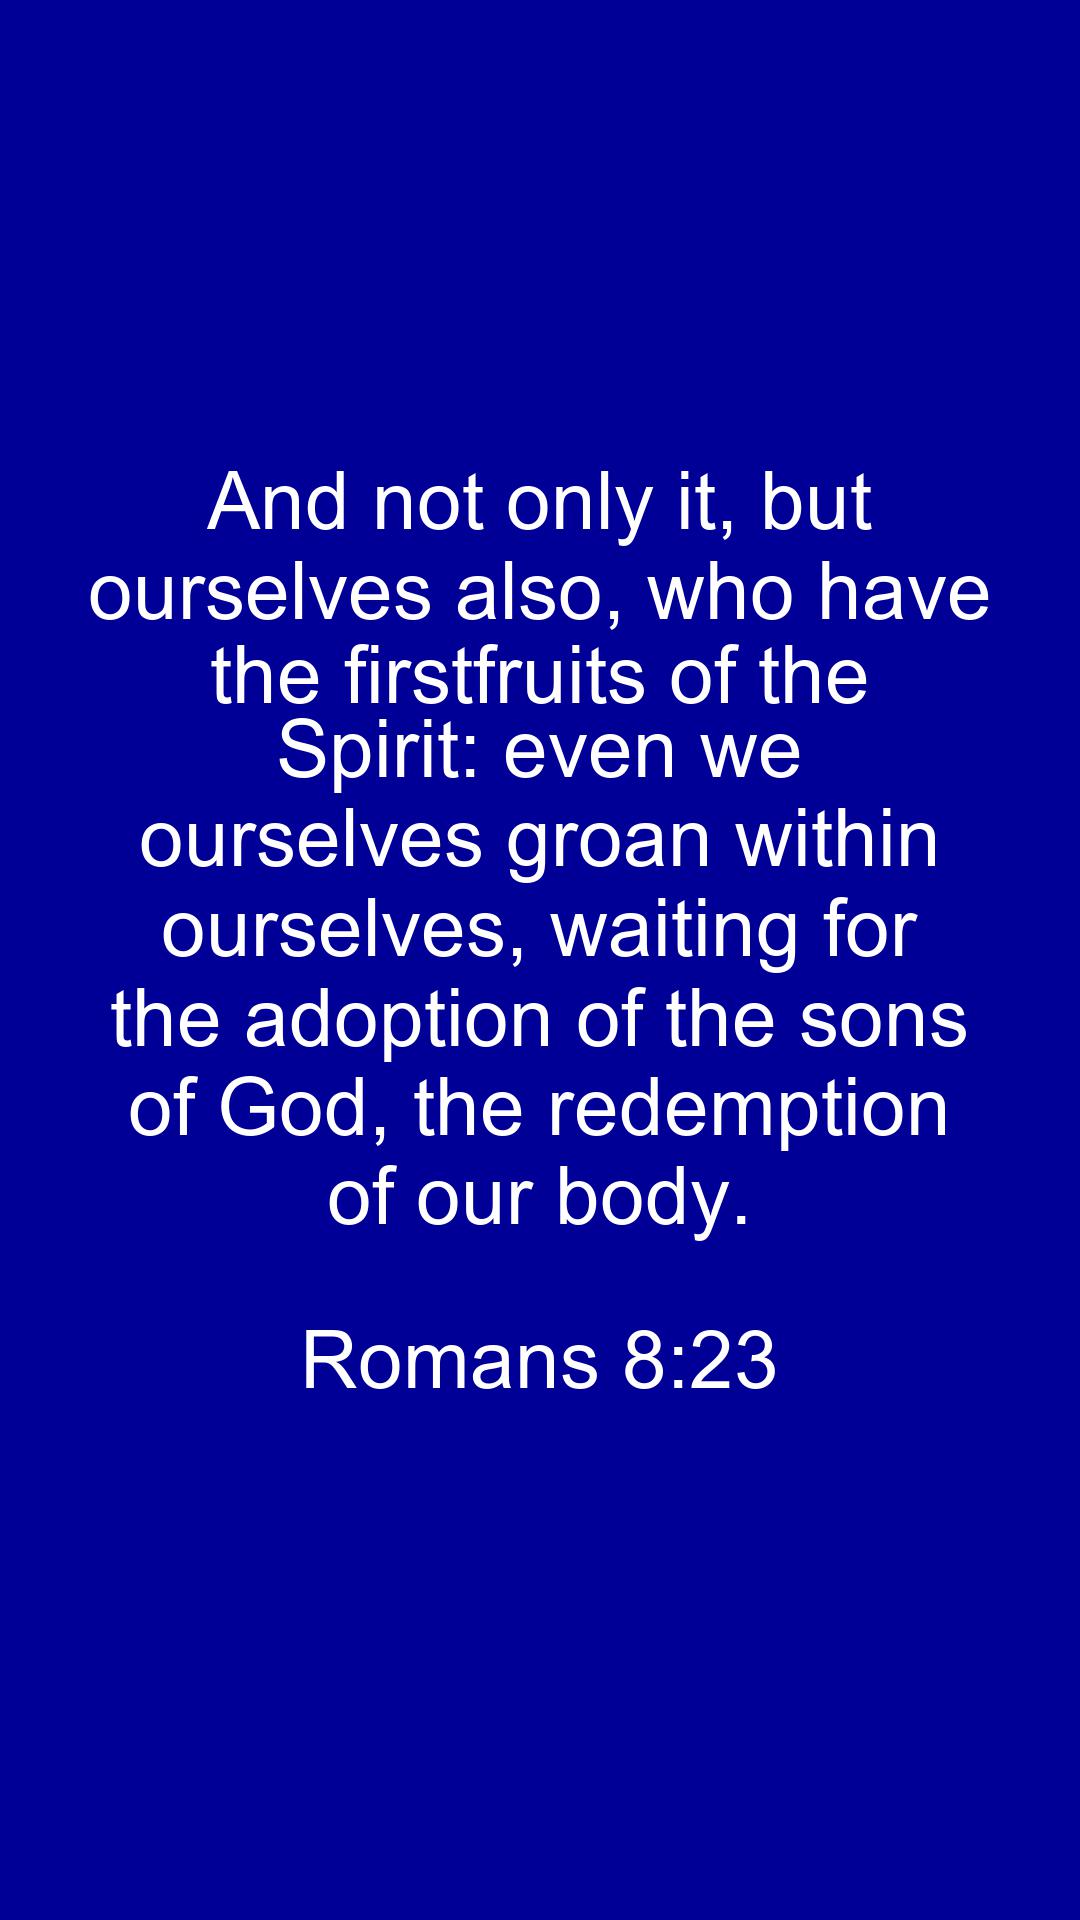 And not only it, but
ourselves also, who have
the firstfruits of the
Spirit: even we
ourselves groan within
ourselves, waiting for
the adoption of the sons
of God, the redemption
of our body.
Romans 8:23